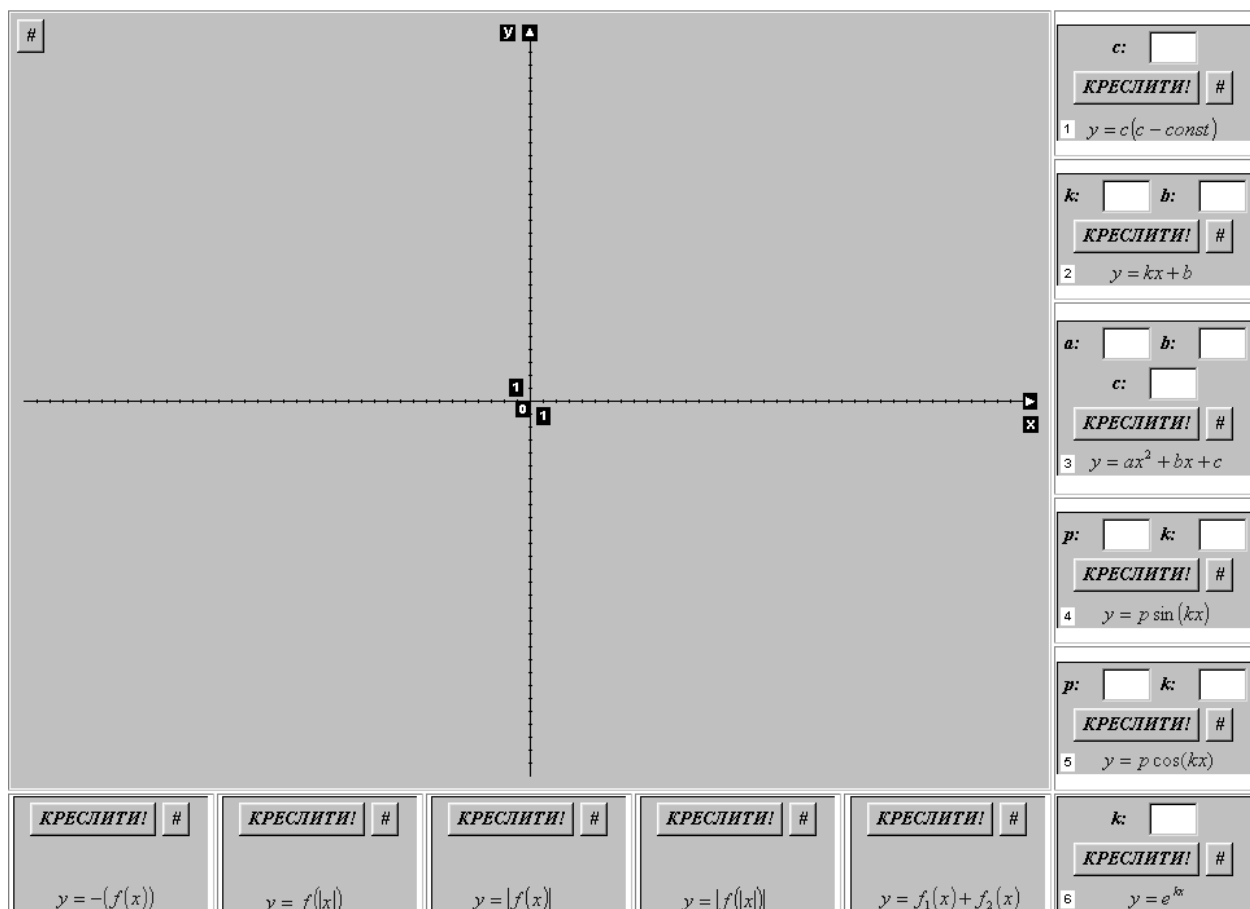 #
y
1
0
1
x
c:
КРЕСЛИТИ! #
1 y = c(c − const)
k: b:
КРЕСЛИТИ! #
2 y = kx + b
a: b:
c:
КРЕСЛИТИ! #
3 y = ax² + bx + c
p: k:
КРЕСЛИТИ! #
4 y = p sin(kx)
p: k:
КРЕСЛИТИ! #
5 y = p cos(kx)
k:
КРЕСЛИТИ! #
6 y = e^{kx}
КРЕСЛИТИ! #
y = −(f(x))
КРЕСЛИТИ! #
y = f(|x|)
КРЕСЛИТИ! #
y = |f(x)|
КРЕСЛИТИ! #
y = |f(|x|)|
КРЕСЛИТИ! #
y = f₁(x) + f₂(x)